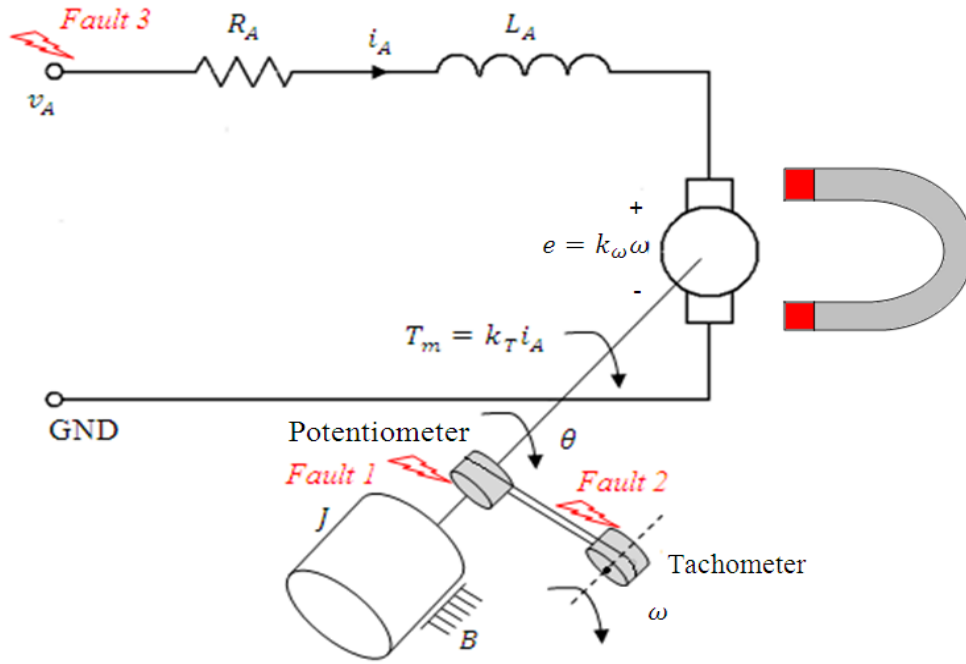 Fault 3
R_A
i_A
L_A
v_A
+
e = k_ω ω
-
T_m = k_T i_A
GND
Potentiometer
θ
Fault 1
Fault 2
J
Tachometer
ω
B